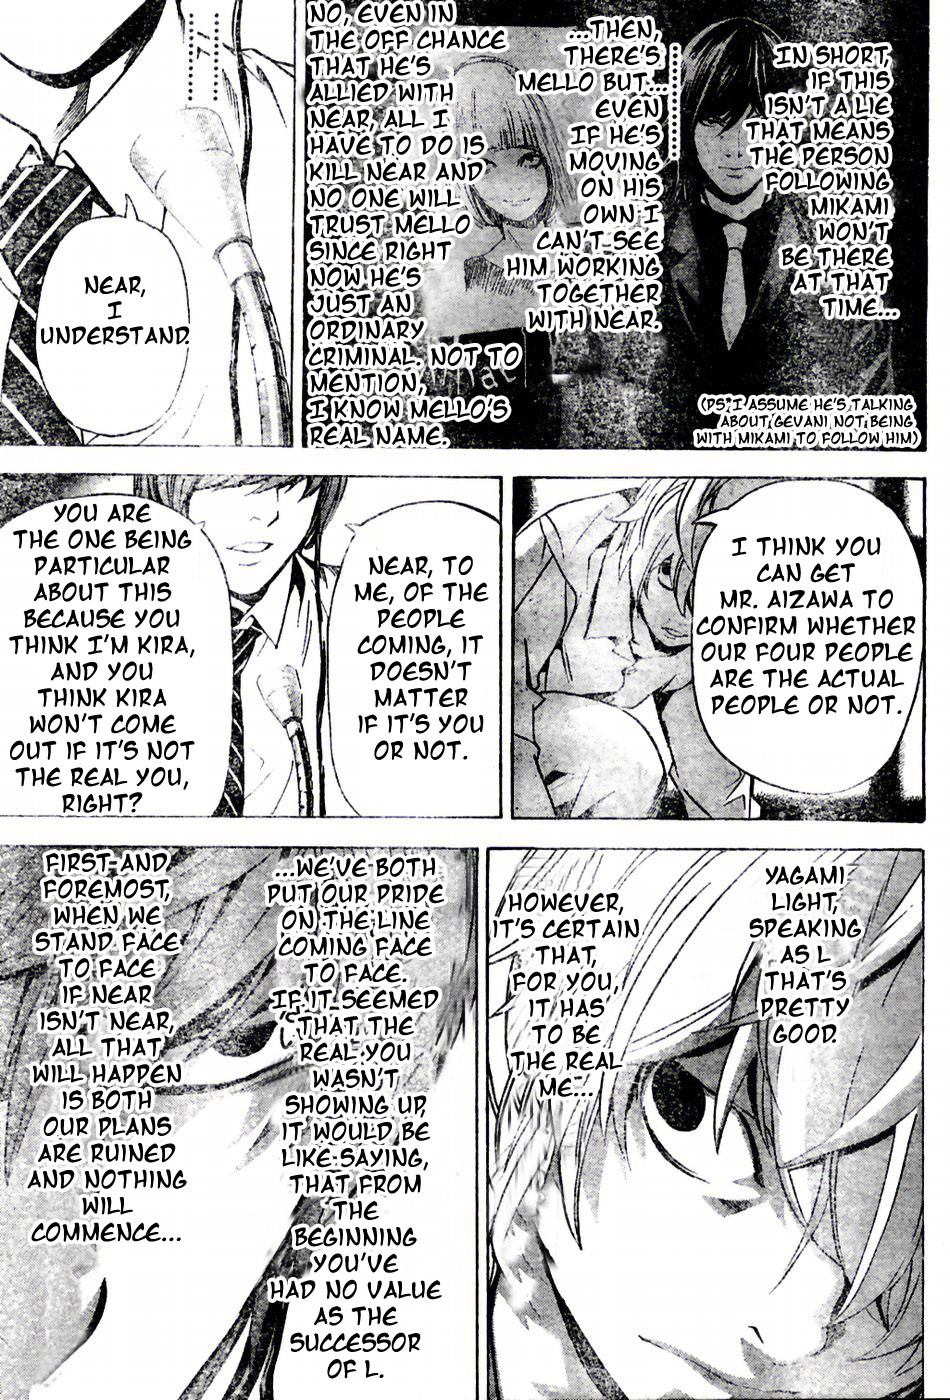 IN SHORT,
IF THIS
ISN'T A LIE
THAT MEANS
THE PERSON
FOLLOWING
MIKAMI
WON'T
BE THERE
AT THAT
TIME...
(PS, I ASSUME HE'S TALKING
ABOUT GEVANI NOT BEING
WITH MIKAMI TO FOLLOW HIM)
...THEN,
THERE'S
MELLO BUT...
EVEN
IF HE'S
MOVING
ON HIS
OWN I
CAN'T SEE
HIM WORKING
TOGETHER
WITH NEAR.
NO, EVEN IN
THE OFF CHANCE
THAT HE'S
ALLIED WITH
NEAR, ALL I
HAVE TO DO IS
KILL NEAR AND
NO ONE WILL
TRUST MELLO
SINCE RIGHT
NOW HE'S
JUST AN
ORDINARY
CRIMINAL. NOT TO
MENTION,
I KNOW MELLO'S
REAL NAME.
NEAR,
I
UNDERSTAND.
I THINK YOU
CAN GET
MR. AIZAWA TO
CONFIRM WHETHER
OUR FOUR PEOPLE
ARE THE ACTUAL
PEOPLE OR NOT.
NEAR, TO
ME, OF THE
PEOPLE
COMING, IT
DOESN'T
MATTER
IF IT'S YOU
OR NOT.
YOU ARE
THE ONE BEING
PARTICULAR
ABOUT THIS
BECAUSE YOU
THINK I'M KIRA,
AND YOU
THINK KIRA
WON'T COME
OUT IF IT'S NOT
THE REAL YOU,
RIGHT?
YAGAMI
LIGHT,
SPEAKING
AS L
THAT'S
PRETTY
GOOD.
HOWEVER,
IT'S CERTAIN
THAT,
FOR YOU,
IT HAS
TO BE
THE REAL
ME...
...WE'VE BOTH
PUT OUR PRIDE
ON THE LINE
COMING FACE
TO FACE.
IF IT SEEMED
THAT THE
REAL YOU
WASN'T
SHOWING UP,
IT WOULD BE
LIKE SAYING,
THAT FROM
THE
BEGINNING
YOU'VE
HAD NO VALUE
AS THE
SUCCESSOR
OF L.
FIRST AND
FOREMOST,
WHEN WE
STAND FACE
TO FACE
IF NEAR
ISN'T NEAR,
ALL THAT
WILL HAPPEN
IS BOTH
OUR PLANS
ARE RUINED
AND NOTHING
WILL
COMMENCE...